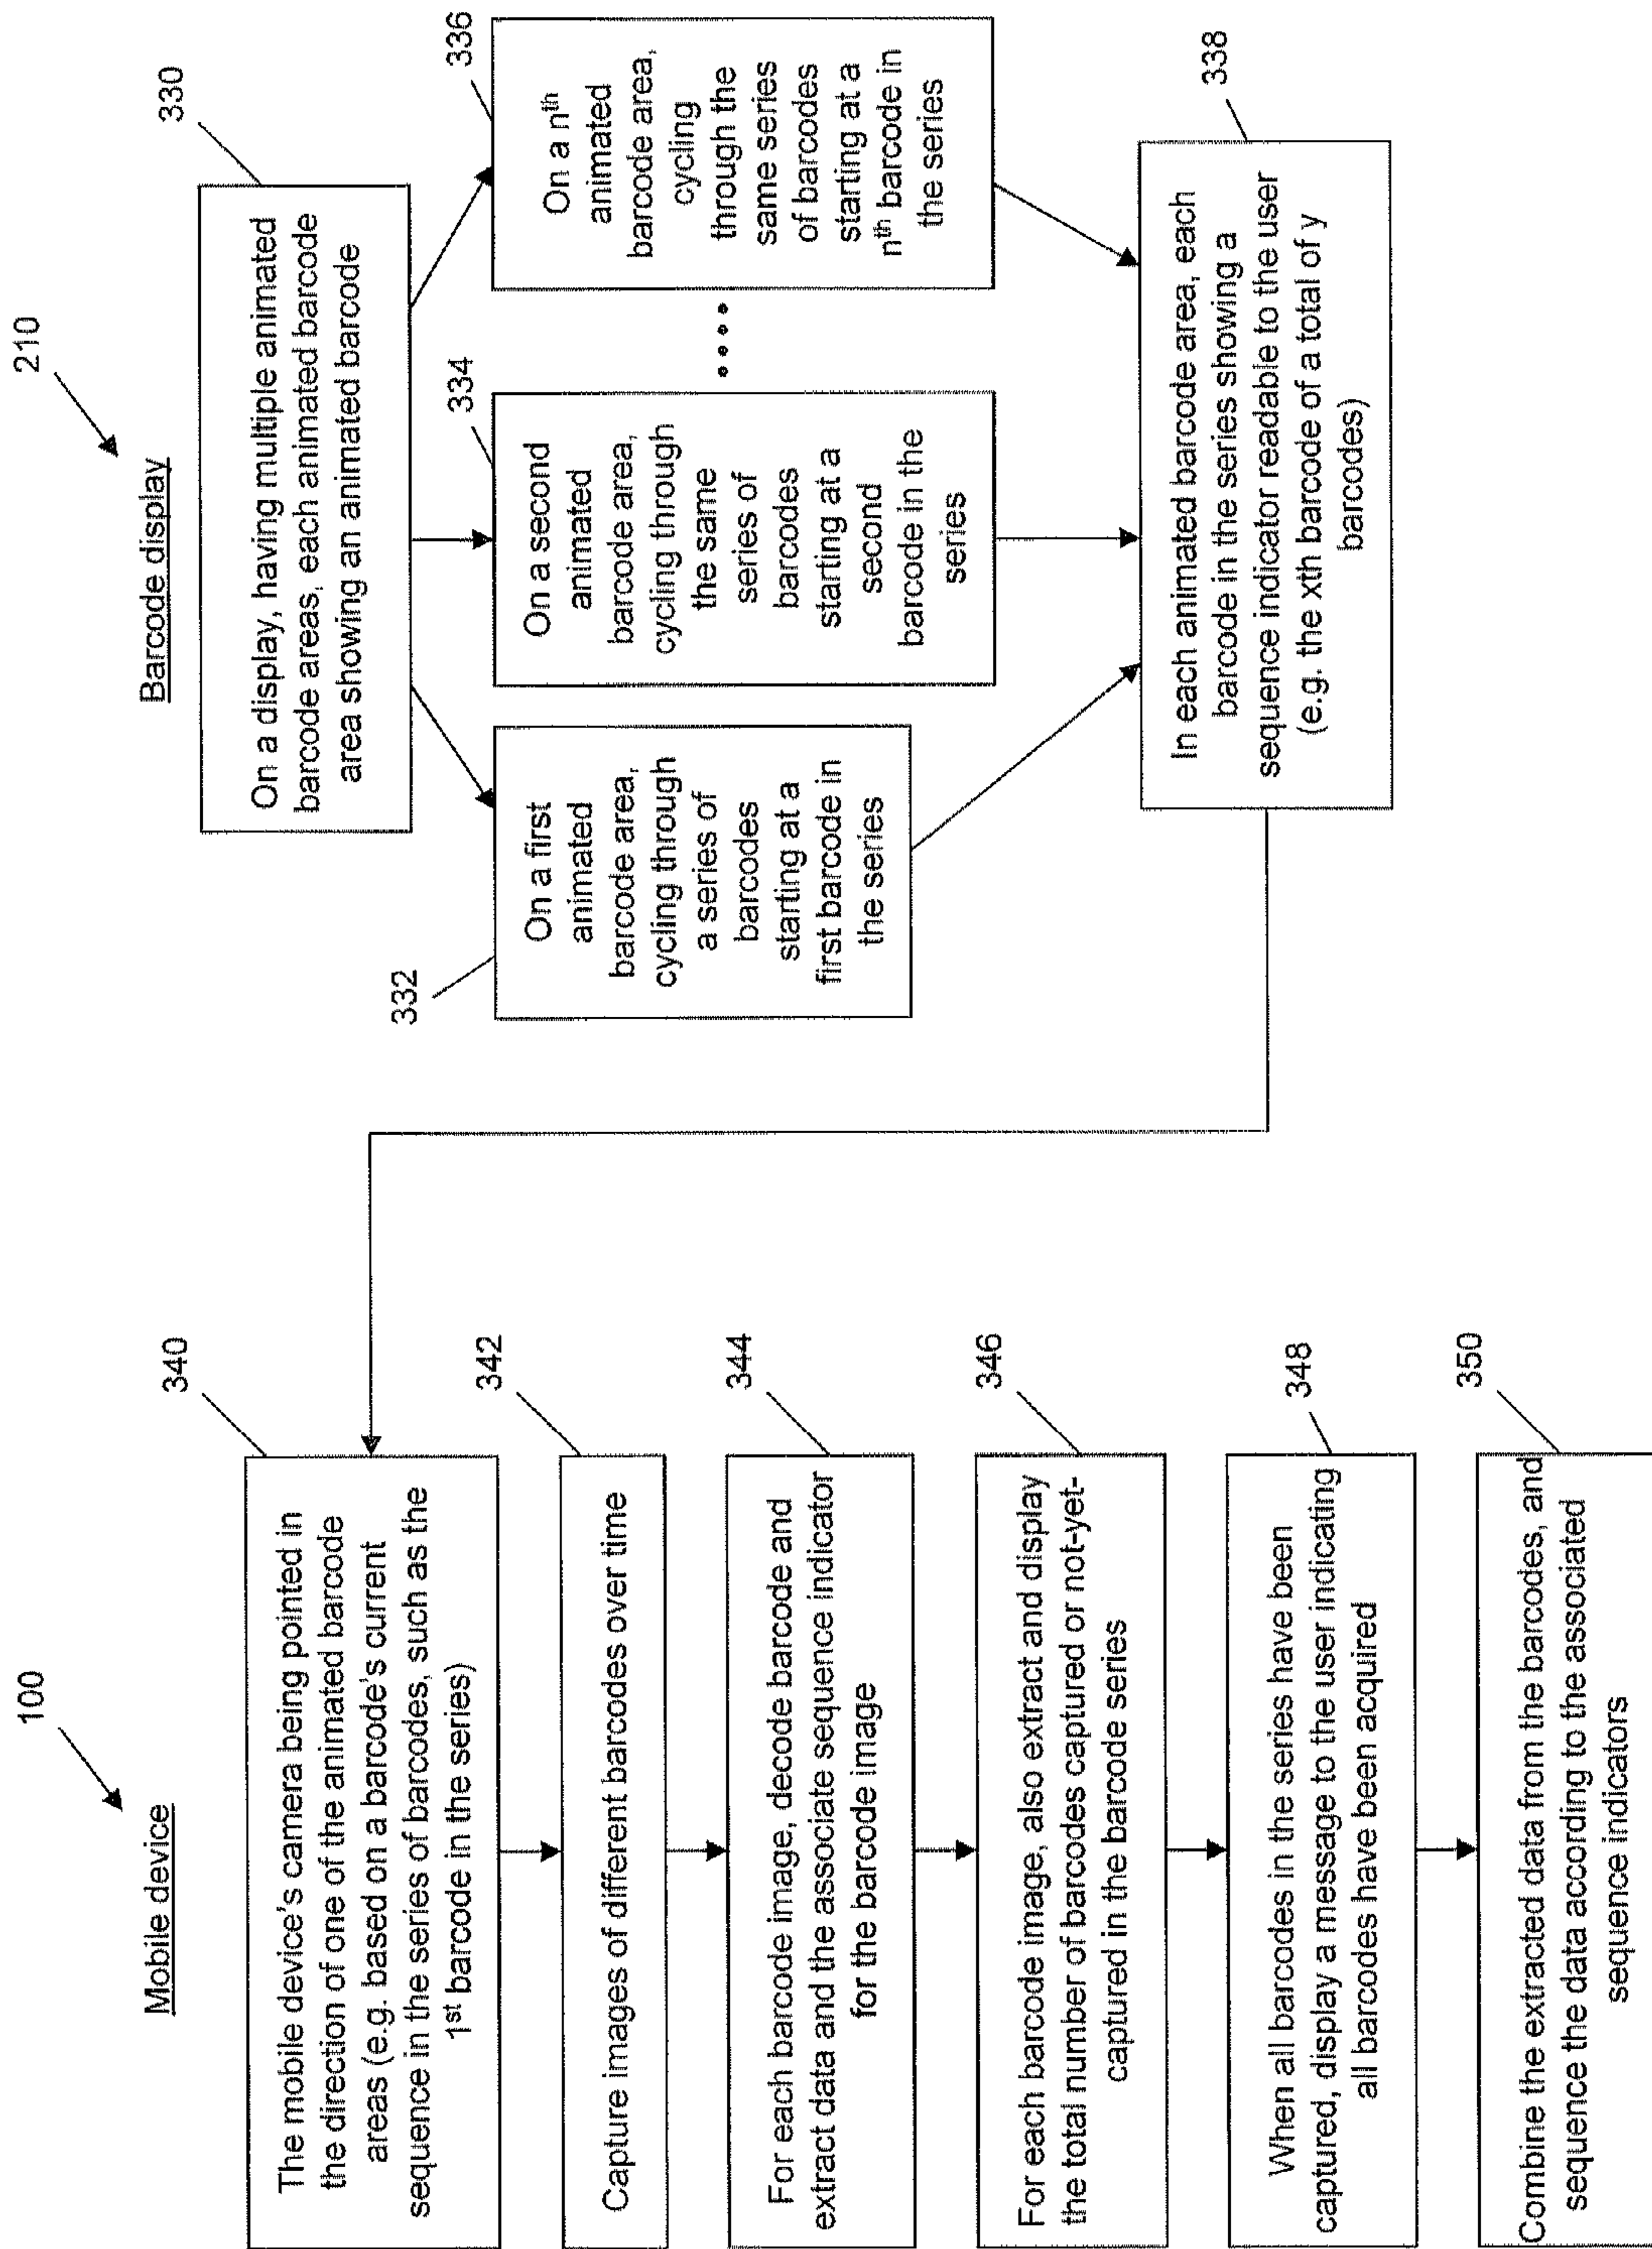 100
Mobile device
340
The mobile device's camera being pointed in
the direction of one of the animated barcode
areas (e.g. based on a barcode's current
sequence in the series of barcodes, such as the
1st barcode in the series)
342
Capture images of different barcodes over time
344
For each barcode image, decode barcode and
extract data and the associate sequence indicator
for the barcode image
346
For each barcode image, also extract and display
the total number of barcodes captured or not-yet-
captured in the barcode series
348
When all barcodes in the series have been
captured, display a message to the user indicating
all barcodes have been acquired
350
Combine the extracted data from the barcodes, and
sequence the data according to the associated
sequence indicators
210
Barcode display
330
On a display, having multiple animated
barcode areas, each animated barcode
area showing an animated barcode
332
On a first
animated
barcode area,
cycling through
a series of
barcodes
starting at a
first barcode in
the series
334
On a second
animated
barcode area,
cycling through
the same
series of
barcodes
starting at a
second
barcode in the
series
336
On a nth
animated
barcode area,
cycling
through the
same series
of barcodes
starting at a
nth barcode in
the series
338
In each animated barcode area, each
barcode in the series showing a
sequence indicator readable to the user
(e.g. the xth barcode of a total of y
barcodes)